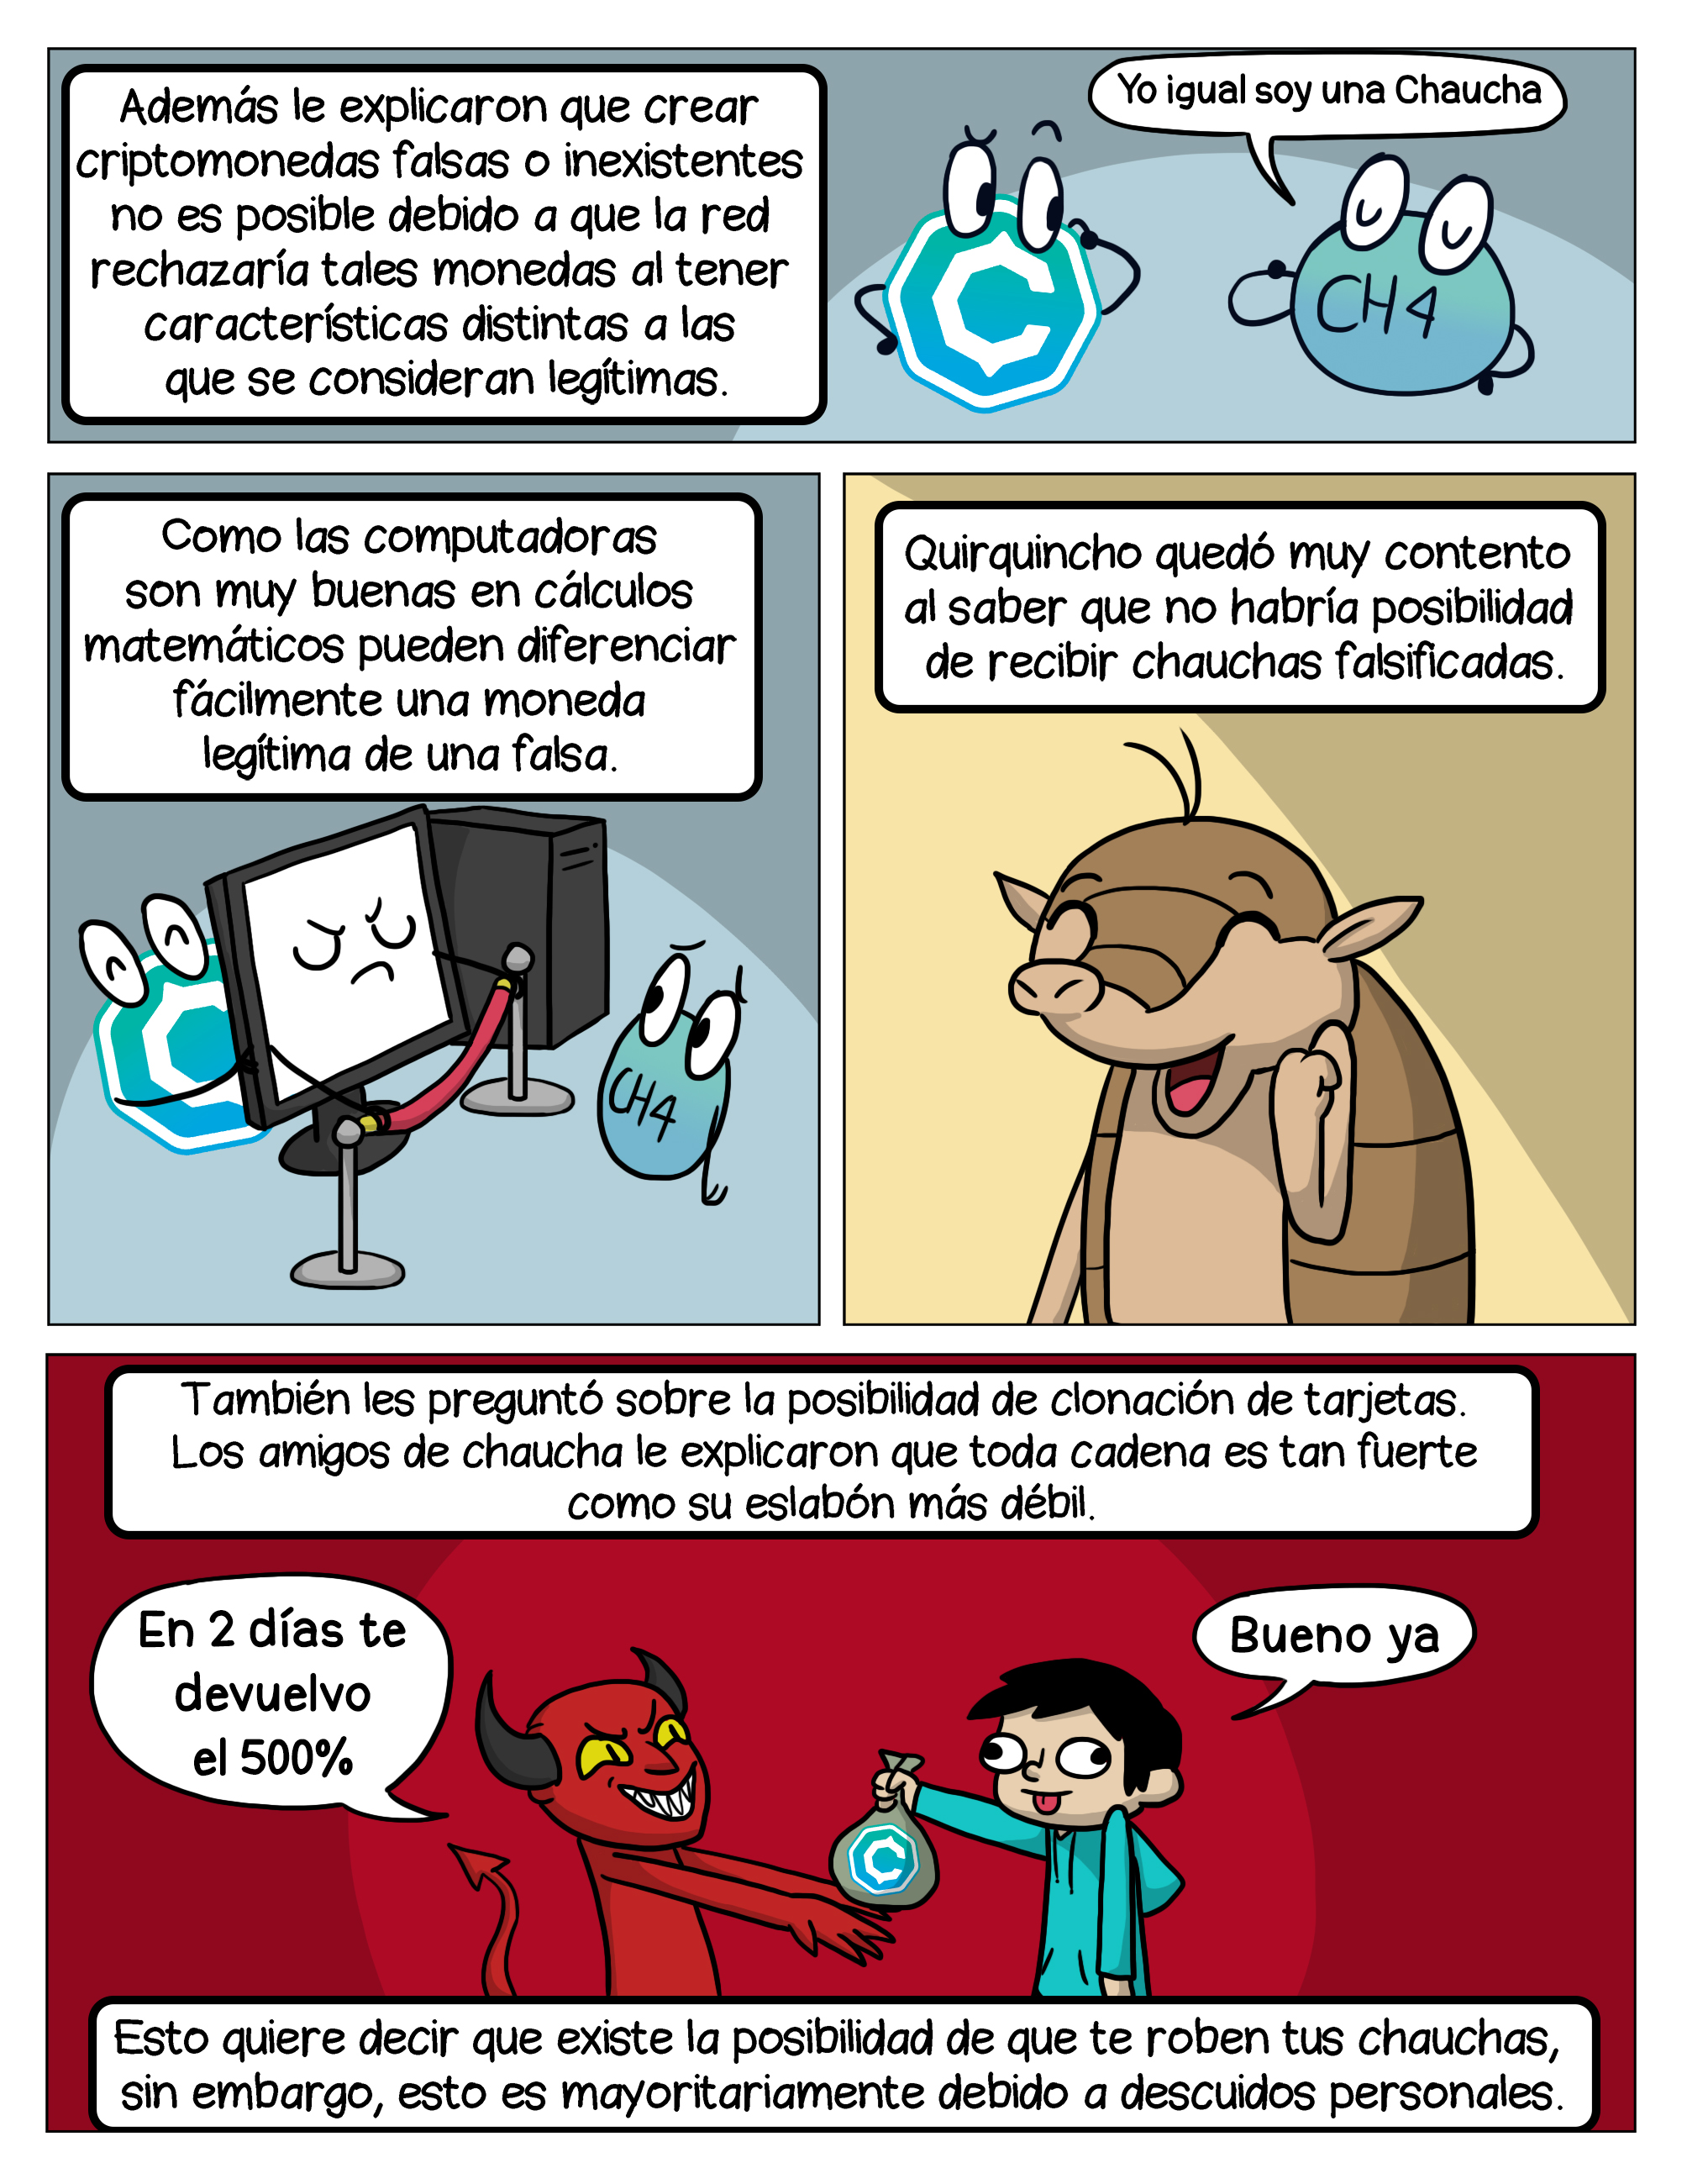 Además le explicaron que crear
criptomonedas falsas o inexistentes
no es posible debido a que la red
rechazaría tales monedas al tener
características distintas a las
que se consideran legítimas.
Yo igual soy una Chaucha
CH4
Como las computadoras
son muy buenas en cálculos
matemáticos pueden diferenciar
fácilmente una moneda
legítima de una falsa.
CH4
Quirquincho quedó muy contento
al saber que no habría posibilidad
de recibir chauchas falsificadas.
También les preguntó sobre la posibilidad de clonación de tarjetas.
Los amigos de chaucha le explicaron que toda cadena es tan fuerte
como su eslabón más débil.
En 2 días te
devuelvo
el 500%
Bueno ya
Esto quiere decir que existe la posibilidad de que te roben tus chauchas,
sin embargo, esto es mayoritariamente debido a descuidos personales.